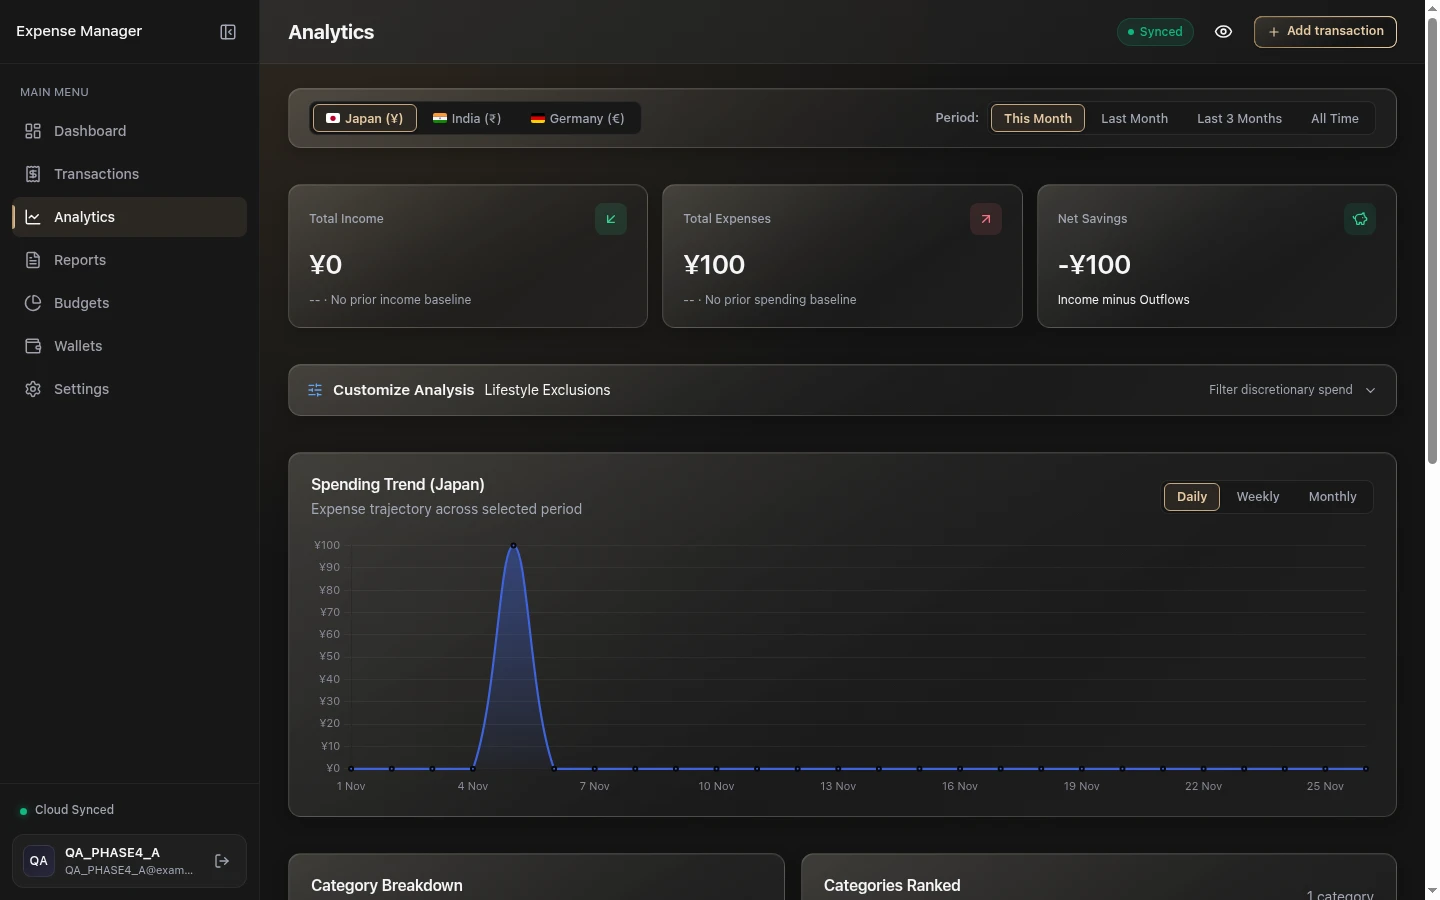 Expense Manager
MAIN MENU
Dashboard
Transactions
Analytics
Reports
Budgets
Wallets
Settings
Cloud Synced
QA
QA_PHASE4_A
QA_PHASE4_A@exam...
Analytics
Synced
Add transaction
Japan (¥)
India (₹)
Germany (€)
Period:
This Month
Last Month
Last 3 Months
All Time
Total Income
¥0
-- · No prior income baseline
Total Expenses
¥100
-- · No prior spending baseline
Net Savings
-¥100
Income minus Outflows
Customize Analysis Lifestyle Exclusions
Filter discretionary spend
Spending Trend (Japan)
Expense trajectory across selected period
Daily
Weekly
Monthly
¥100
¥90
¥80
¥70
¥60
¥50
¥40
¥30
¥20
¥10
¥0
1 Nov
4 Nov
7 Nov
10 Nov
13 Nov
16 Nov
19 Nov
22 Nov
25 Nov
Category Breakdown
Categories Ranked
1 category